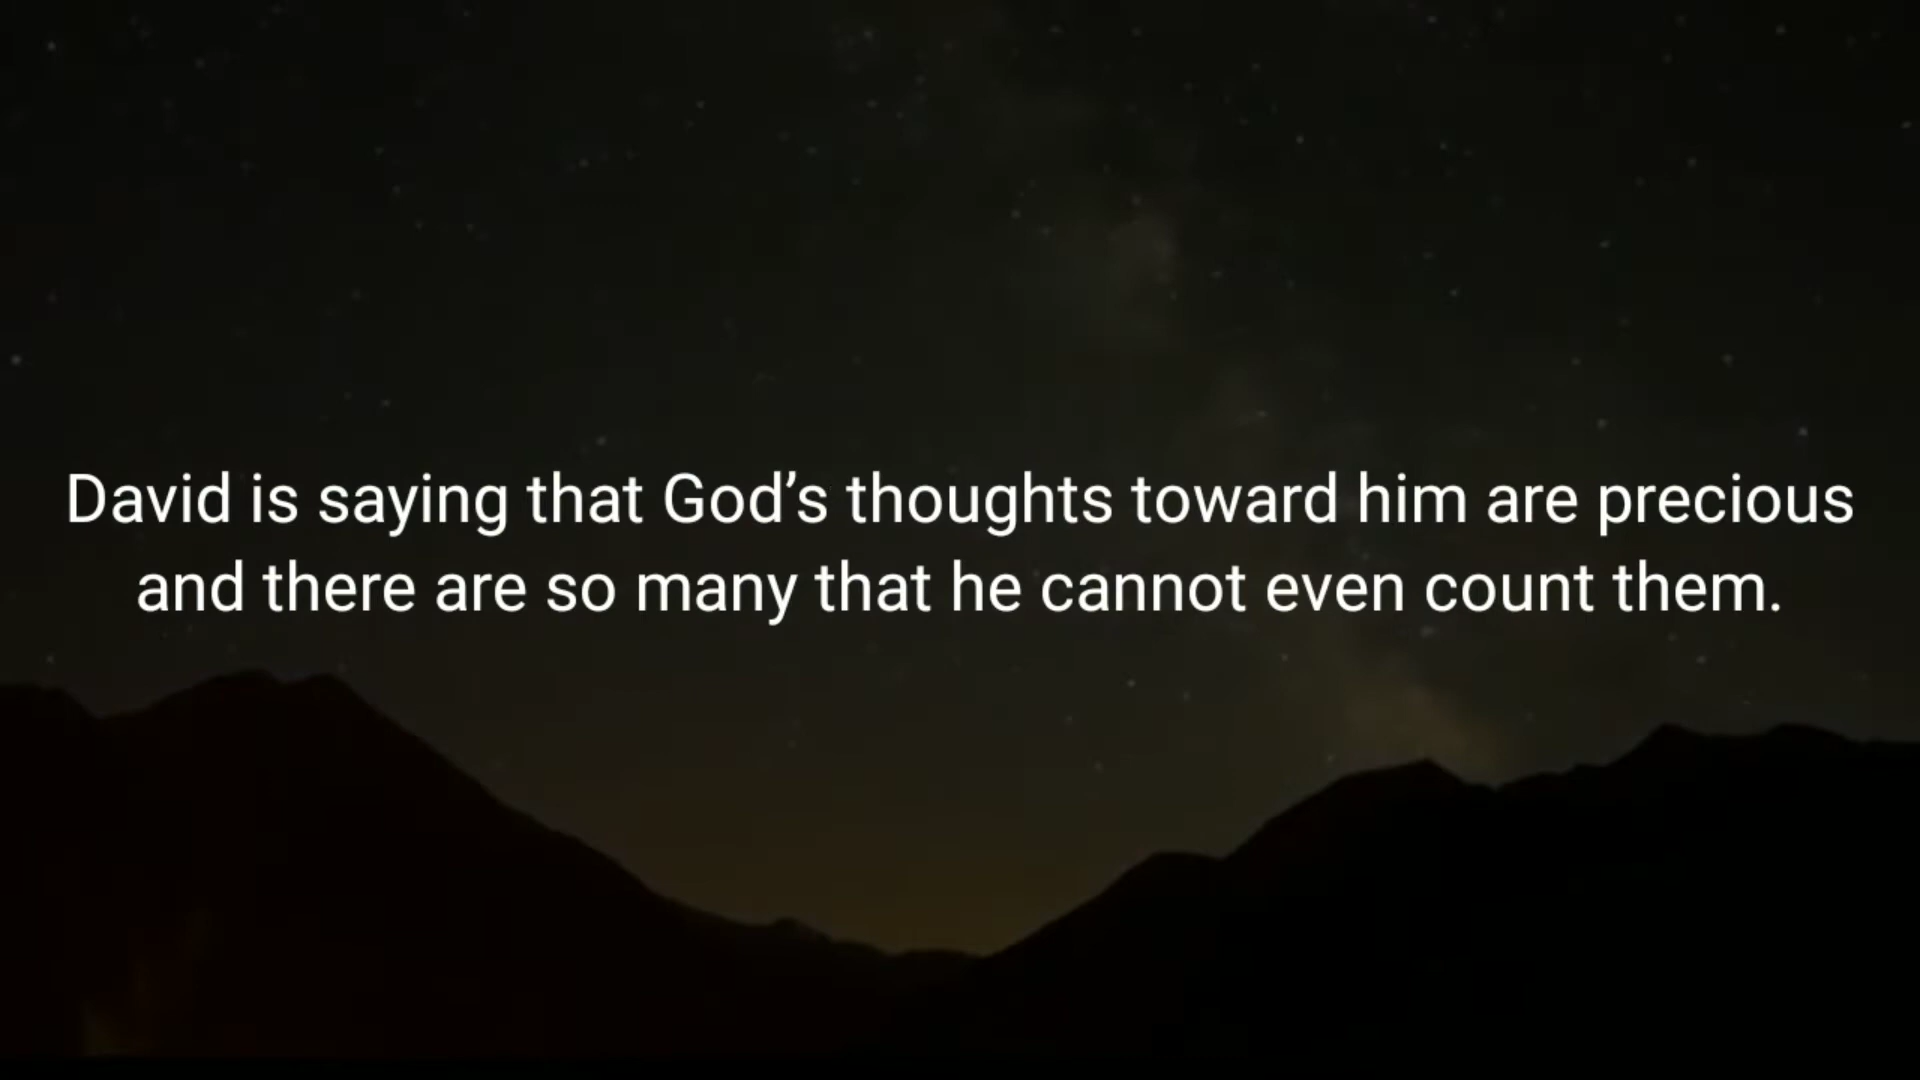 David is saying that God’s thoughts toward him are precious
and there are so many that he cannot even count them.